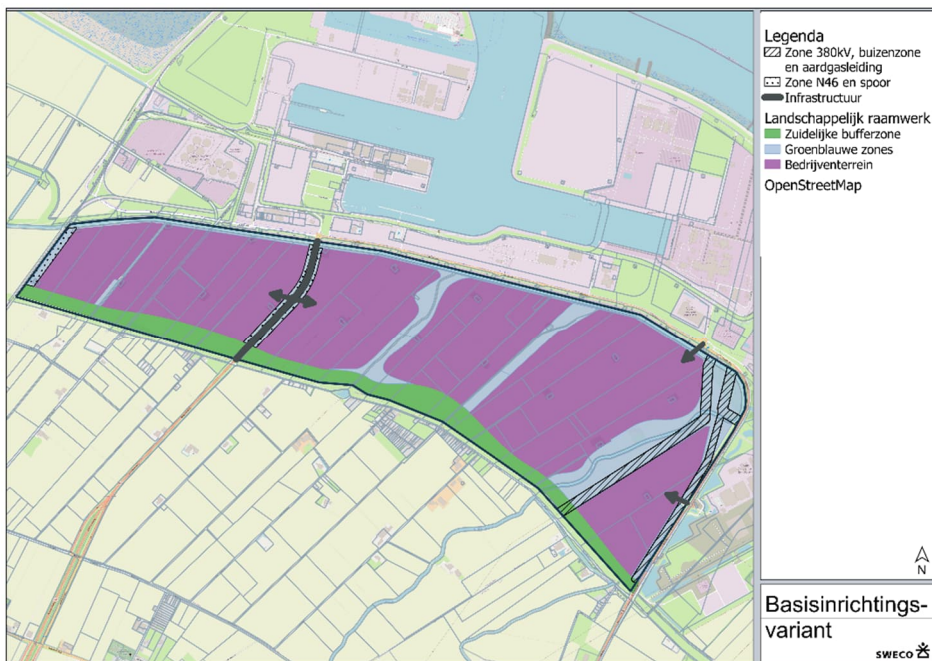 Legenda
Zone 380kV, buizenzone
en aardgasleiding
Zone N46 en spoor
Infrastructuur
Landschappelijk raamwerk
Zuidelijke bufferzone
Groenblauwe zones
Bedrijventerrein
OpenStreetMap
N
Basisinrichtings-
variant
SWECO